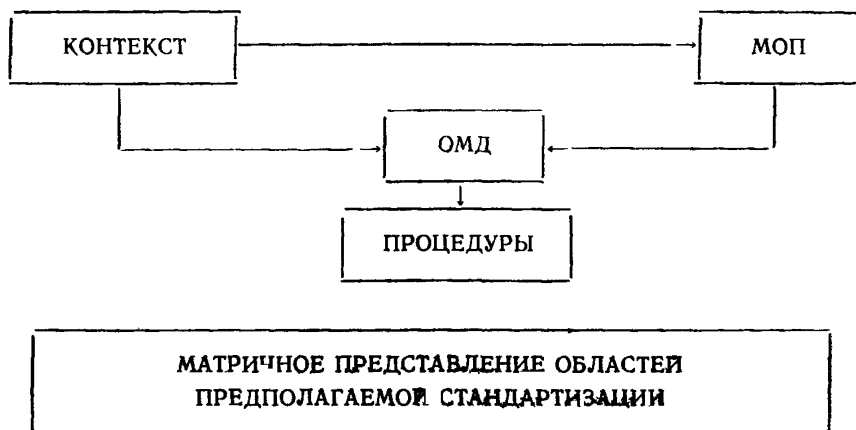 КОНТЕКСТ
МОП
ОМД
ПРОЦЕДУРЫ
МАТРИЧНОЕ ПРЕДСТАВЛЕНИЕ ОБЛАСТЕЙ
ПРЕДПОЛАГАЕМОЙ СТАНДАРТИЗАЦИИ